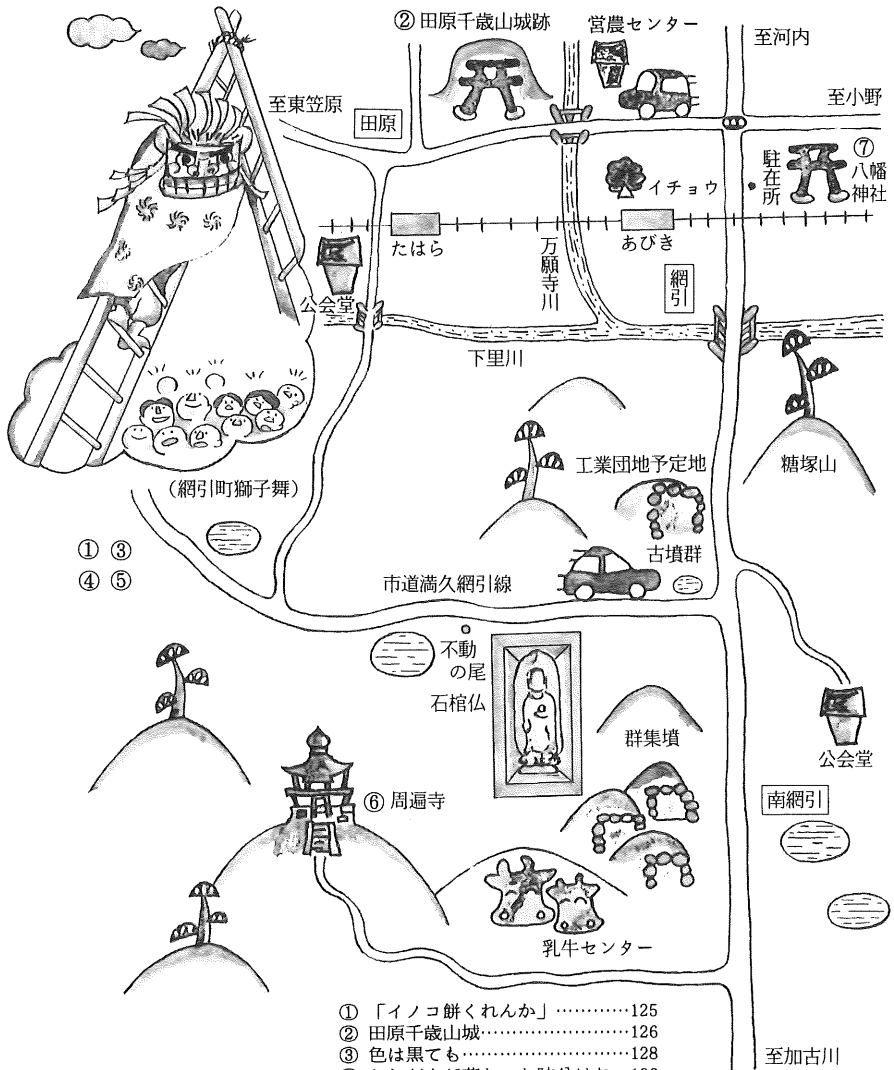 ② 田原千歳山城跡
営農センター
至河内
至東笠原
田原
至小野
⑦
八幡
神社
駐在所
イチョウ
たはら
あびき
万願寺川
網引
公会堂
下里川
工業団地予定地
糖塚山
(網引町獅子舞)
古墳群
① ③
④ ⑤
市道満久網引線
不動
の尾
石棺仏
群集墳
公会堂
⑥ 周遍寺
南網引
乳牛センター
① 「イノコ餅くれんか」…………125
② 田原千歳山城……………………126
③ 色は黒ても………………………128
至加古川